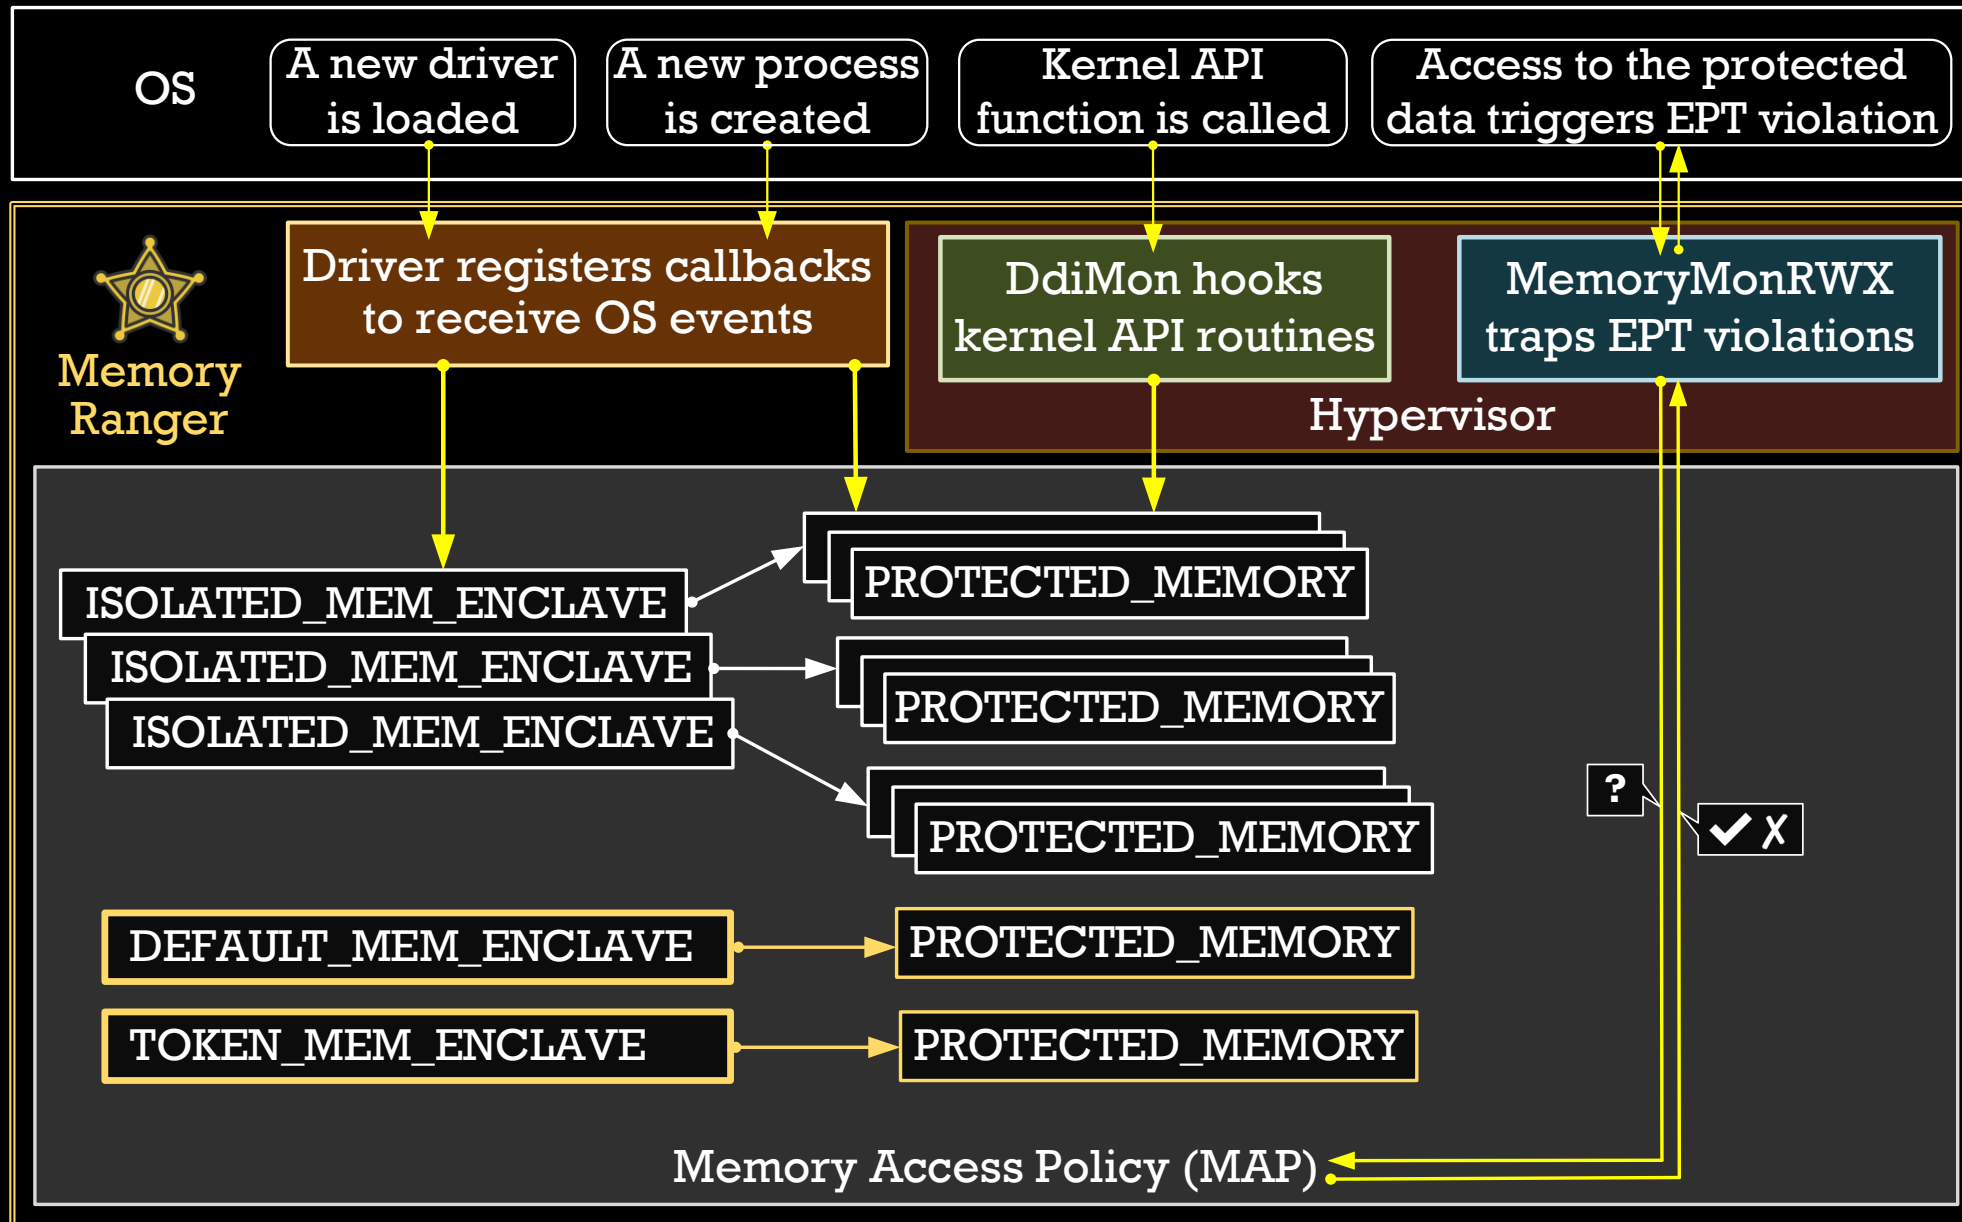 OS
A new driver
is loaded
A new process
is created
Kernel API
function is called
Access to the protected
data triggers EPT violation
Memory
Ranger
Driver registers callbacks
to receive OS events
DdiMon hooks
kernel API routines
MemoryMonRWX
traps EPT violations
Hypervisor
ISOLATED_MEM_ENCLAVE
PROTECTED_MEMORY
ISOLATED_MEM_ENCLAVE
PROTECTED_MEMORY
ISOLATED_MEM_ENCLAVE
PROTECTED_MEMORY
?
✔ ✗
DEFAULT_MEM_ENCLAVE
PROTECTED_MEMORY
TOKEN_MEM_ENCLAVE
PROTECTED_MEMORY
Memory Access Policy (MAP)